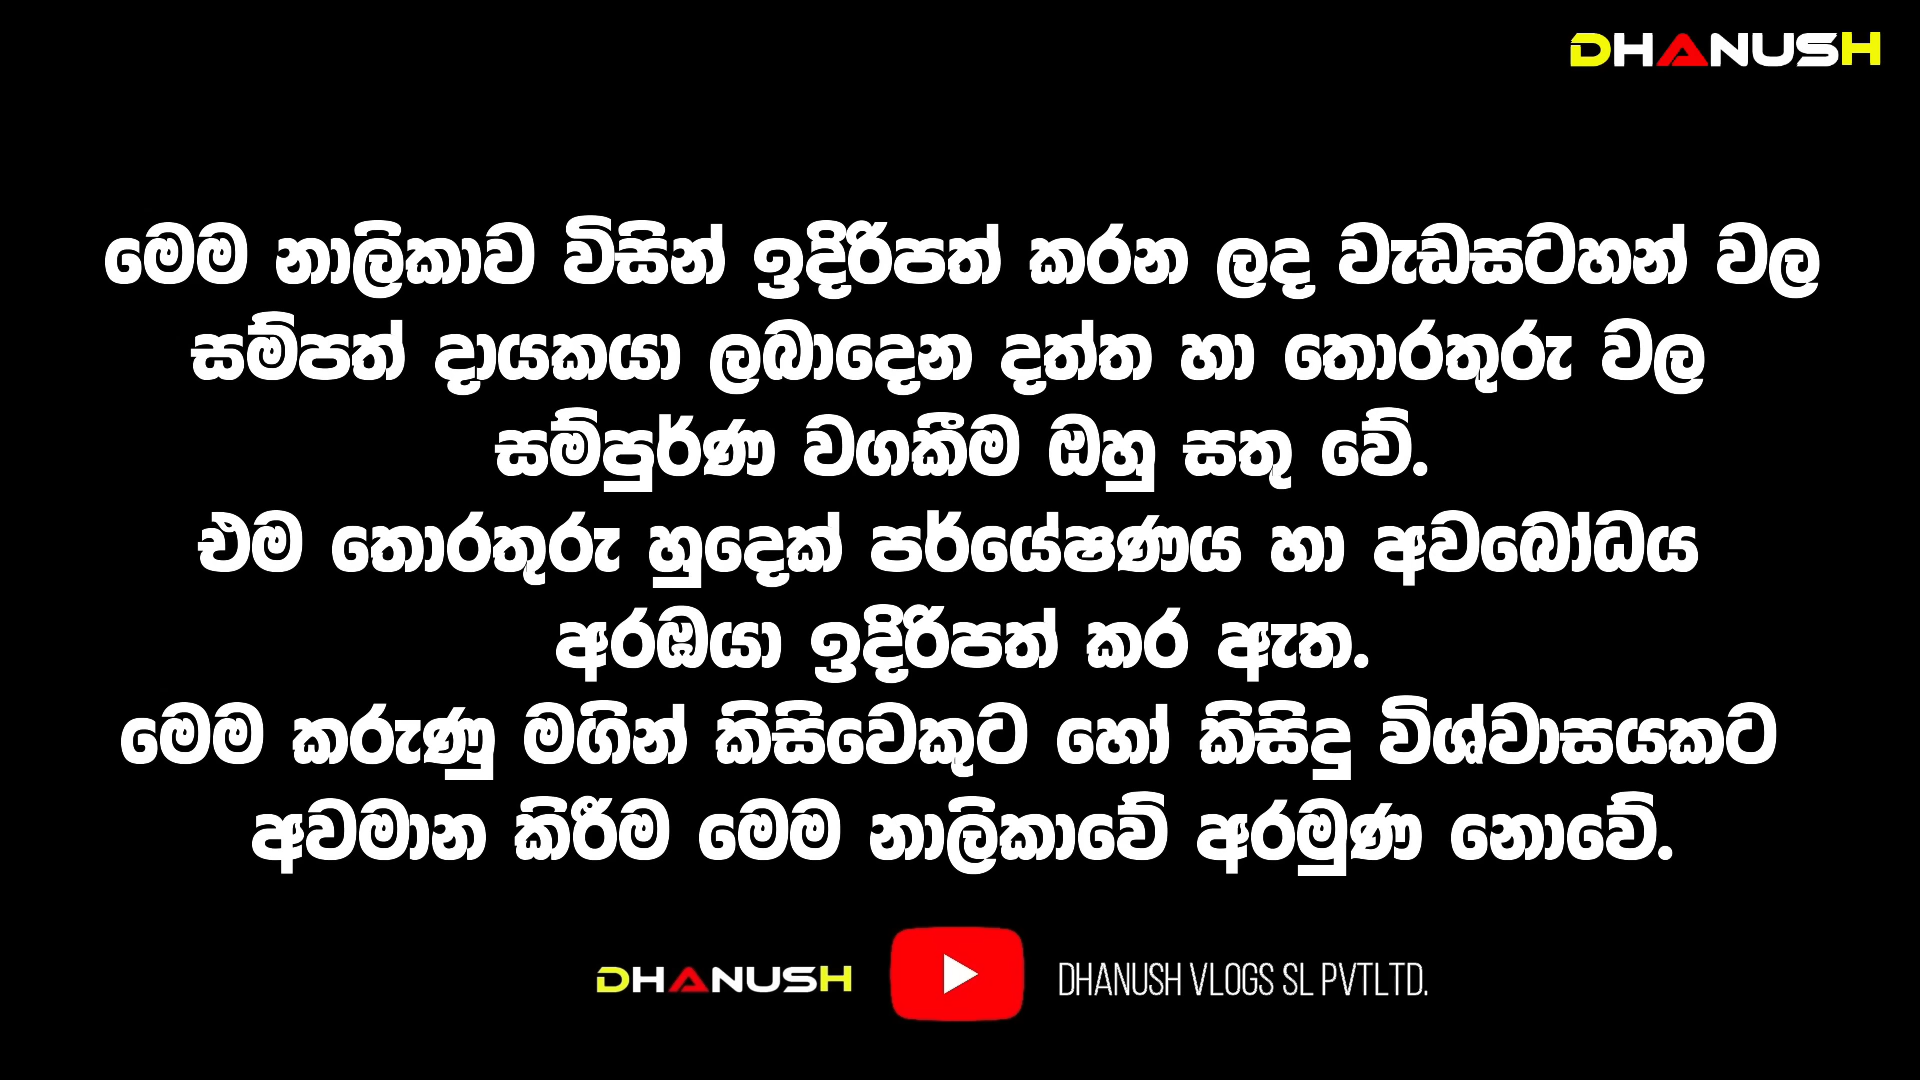 DHANUSH
මෙම නාලිකාව විසින් ඉදිරිපත් කරන ලද වැඩසටහන් වල
සම්පත් දායකයා ලබාදෙන දත්ත හා තොරතුරු වල
සම්පුර්ණ වගකීම ඔහු සතු වේ.
එම තොරතුරු හුදෙක් පර්යේෂණය හා අවබෝධය
අරඹයා ඉදිරිපත් කර ඇත.
මෙම කරුණු මගින් කිසිවෙකුට හෝ කිසිදු විශ්වාසයකට
අවමාන කිරීම මෙම නාලිකාවේ අරමුණ නොවේ.
DHANUSH DHANUSH VLOGS SL PVTLTD.